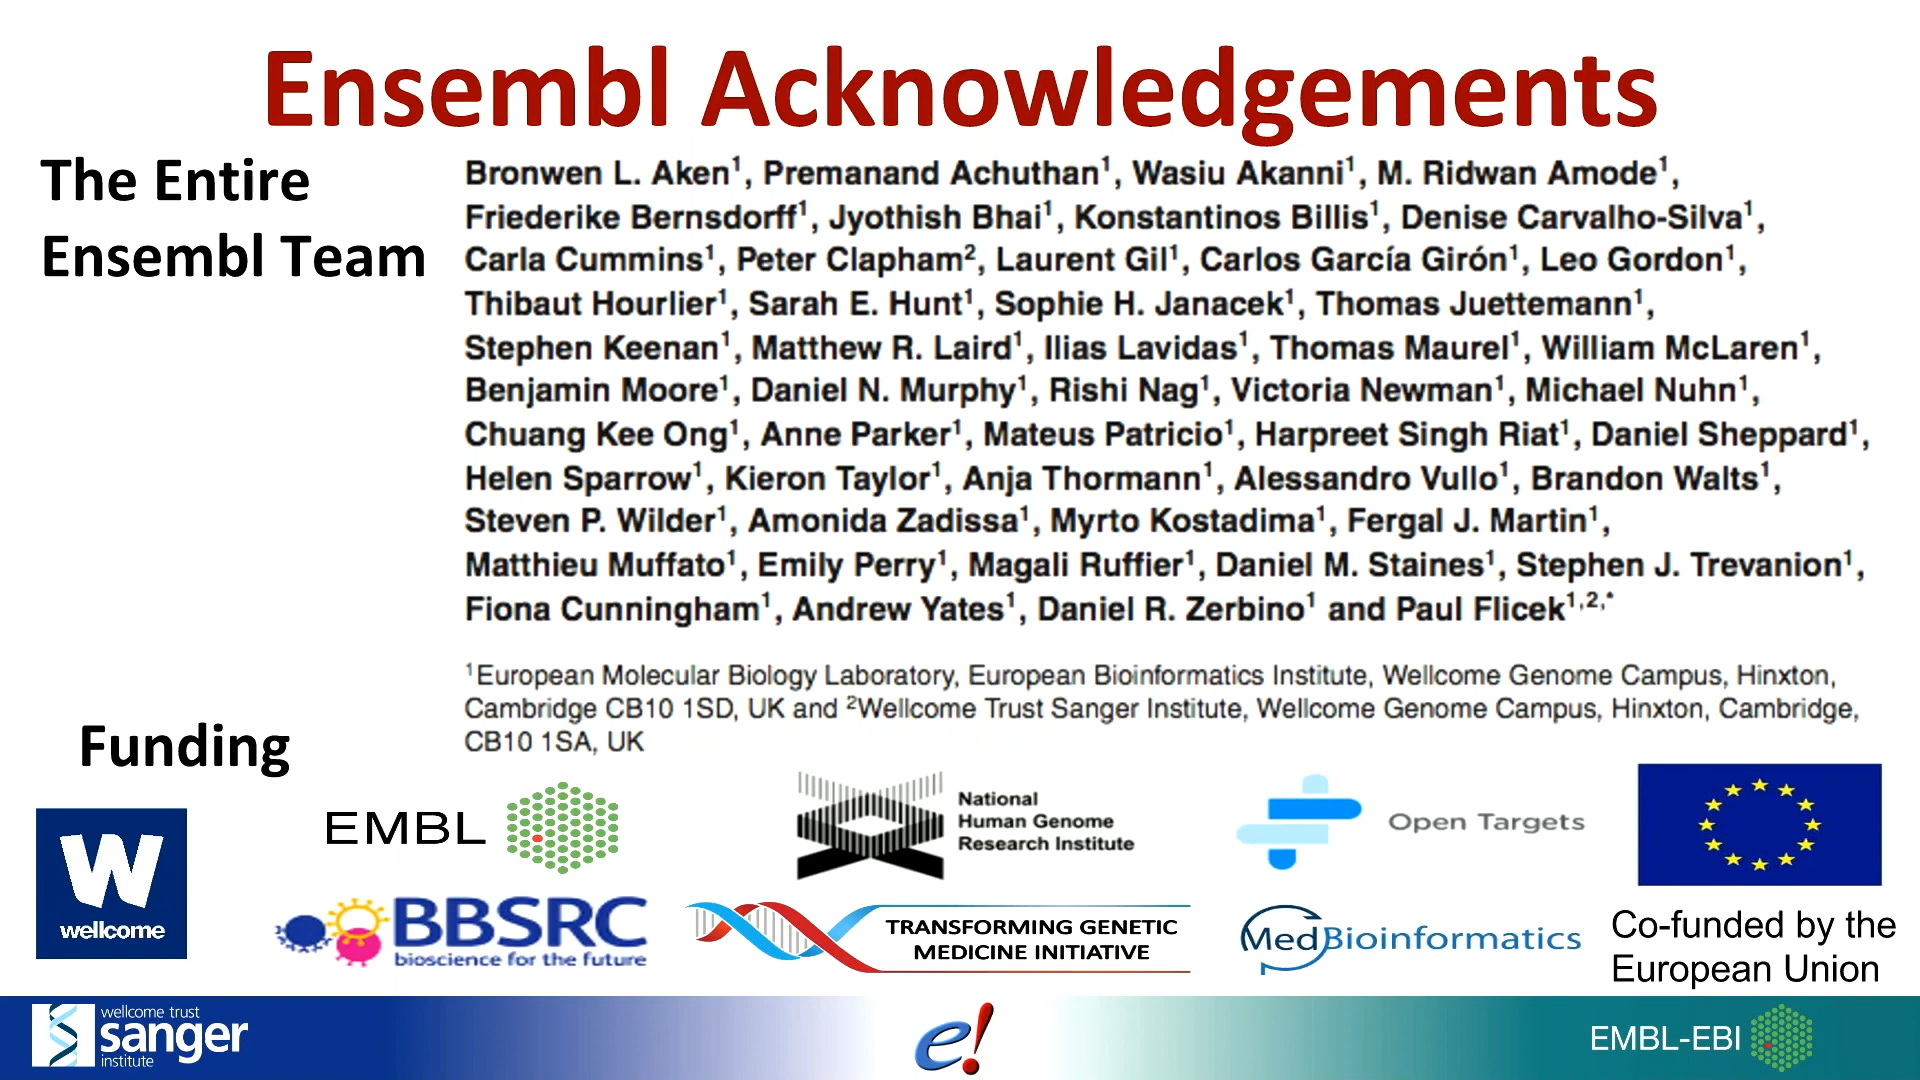 Ensembl Acknowledgements
The Entire
Ensembl Team
Bronwen L. Aken¹, Premanand Achuthan¹, Wasiu Akanni¹, M. Ridwan Amode¹,
Friederike Bernsdorff¹, Jyothish Bhai¹, Konstantinos Billis¹, Denise Carvalho-Silva¹,
Carla Cummins¹, Peter Clapham², Laurent Gil¹, Carlos García Girón¹, Leo Gordon¹,
Thibaut Hourlier¹, Sarah E. Hunt¹, Sophie H. Janacek¹, Thomas Juettemann¹,
Stephen Keenan¹, Matthew R. Laird¹, Ilias Lavidas¹, Thomas Maurel¹, William McLaren¹,
Benjamin Moore¹, Daniel N. Murphy¹, Rishi Nag¹, Victoria Newman¹, Michael Nuhn¹,
Chuang Kee Ong¹, Anne Parker¹, Mateus Patricio¹, Harpreet Singh Riat¹, Daniel Sheppard¹,
Helen Sparrow¹, Kieron Taylor¹, Anja Thormann¹, Alessandro Vullo¹, Brandon Walts¹,
Steven P. Wilder¹, Amonida Zadissa¹, Myrto Kostadima¹, Fergal J. Martin¹,
Matthieu Muffato¹, Emily Perry¹, Magali Ruffier¹, Daniel M. Staines¹, Stephen J. Trevanion¹,
Fiona Cunningham¹, Andrew Yates¹, Daniel R. Zerbino¹ and Paul Flicek¹,²,*
¹European Molecular Biology Laboratory, European Bioinformatics Institute, Wellcome Genome Campus, Hinxton,
Cambridge CB10 1SD, UK and ²Wellcome Trust Sanger Institute, Wellcome Genome Campus, Hinxton, Cambridge,
CB10 1SA, UK
Funding
W
wellcome
EMBL
National
Human Genome
Research Institute
Open Targets
BBSRC
bioscience for the future
TRANSFORMING GENETIC
MEDICINE INITIATIVE
MedBioinformatics
Co-funded by the
European Union
wellcome trust
sanger
institute
e!
EMBL-EBI